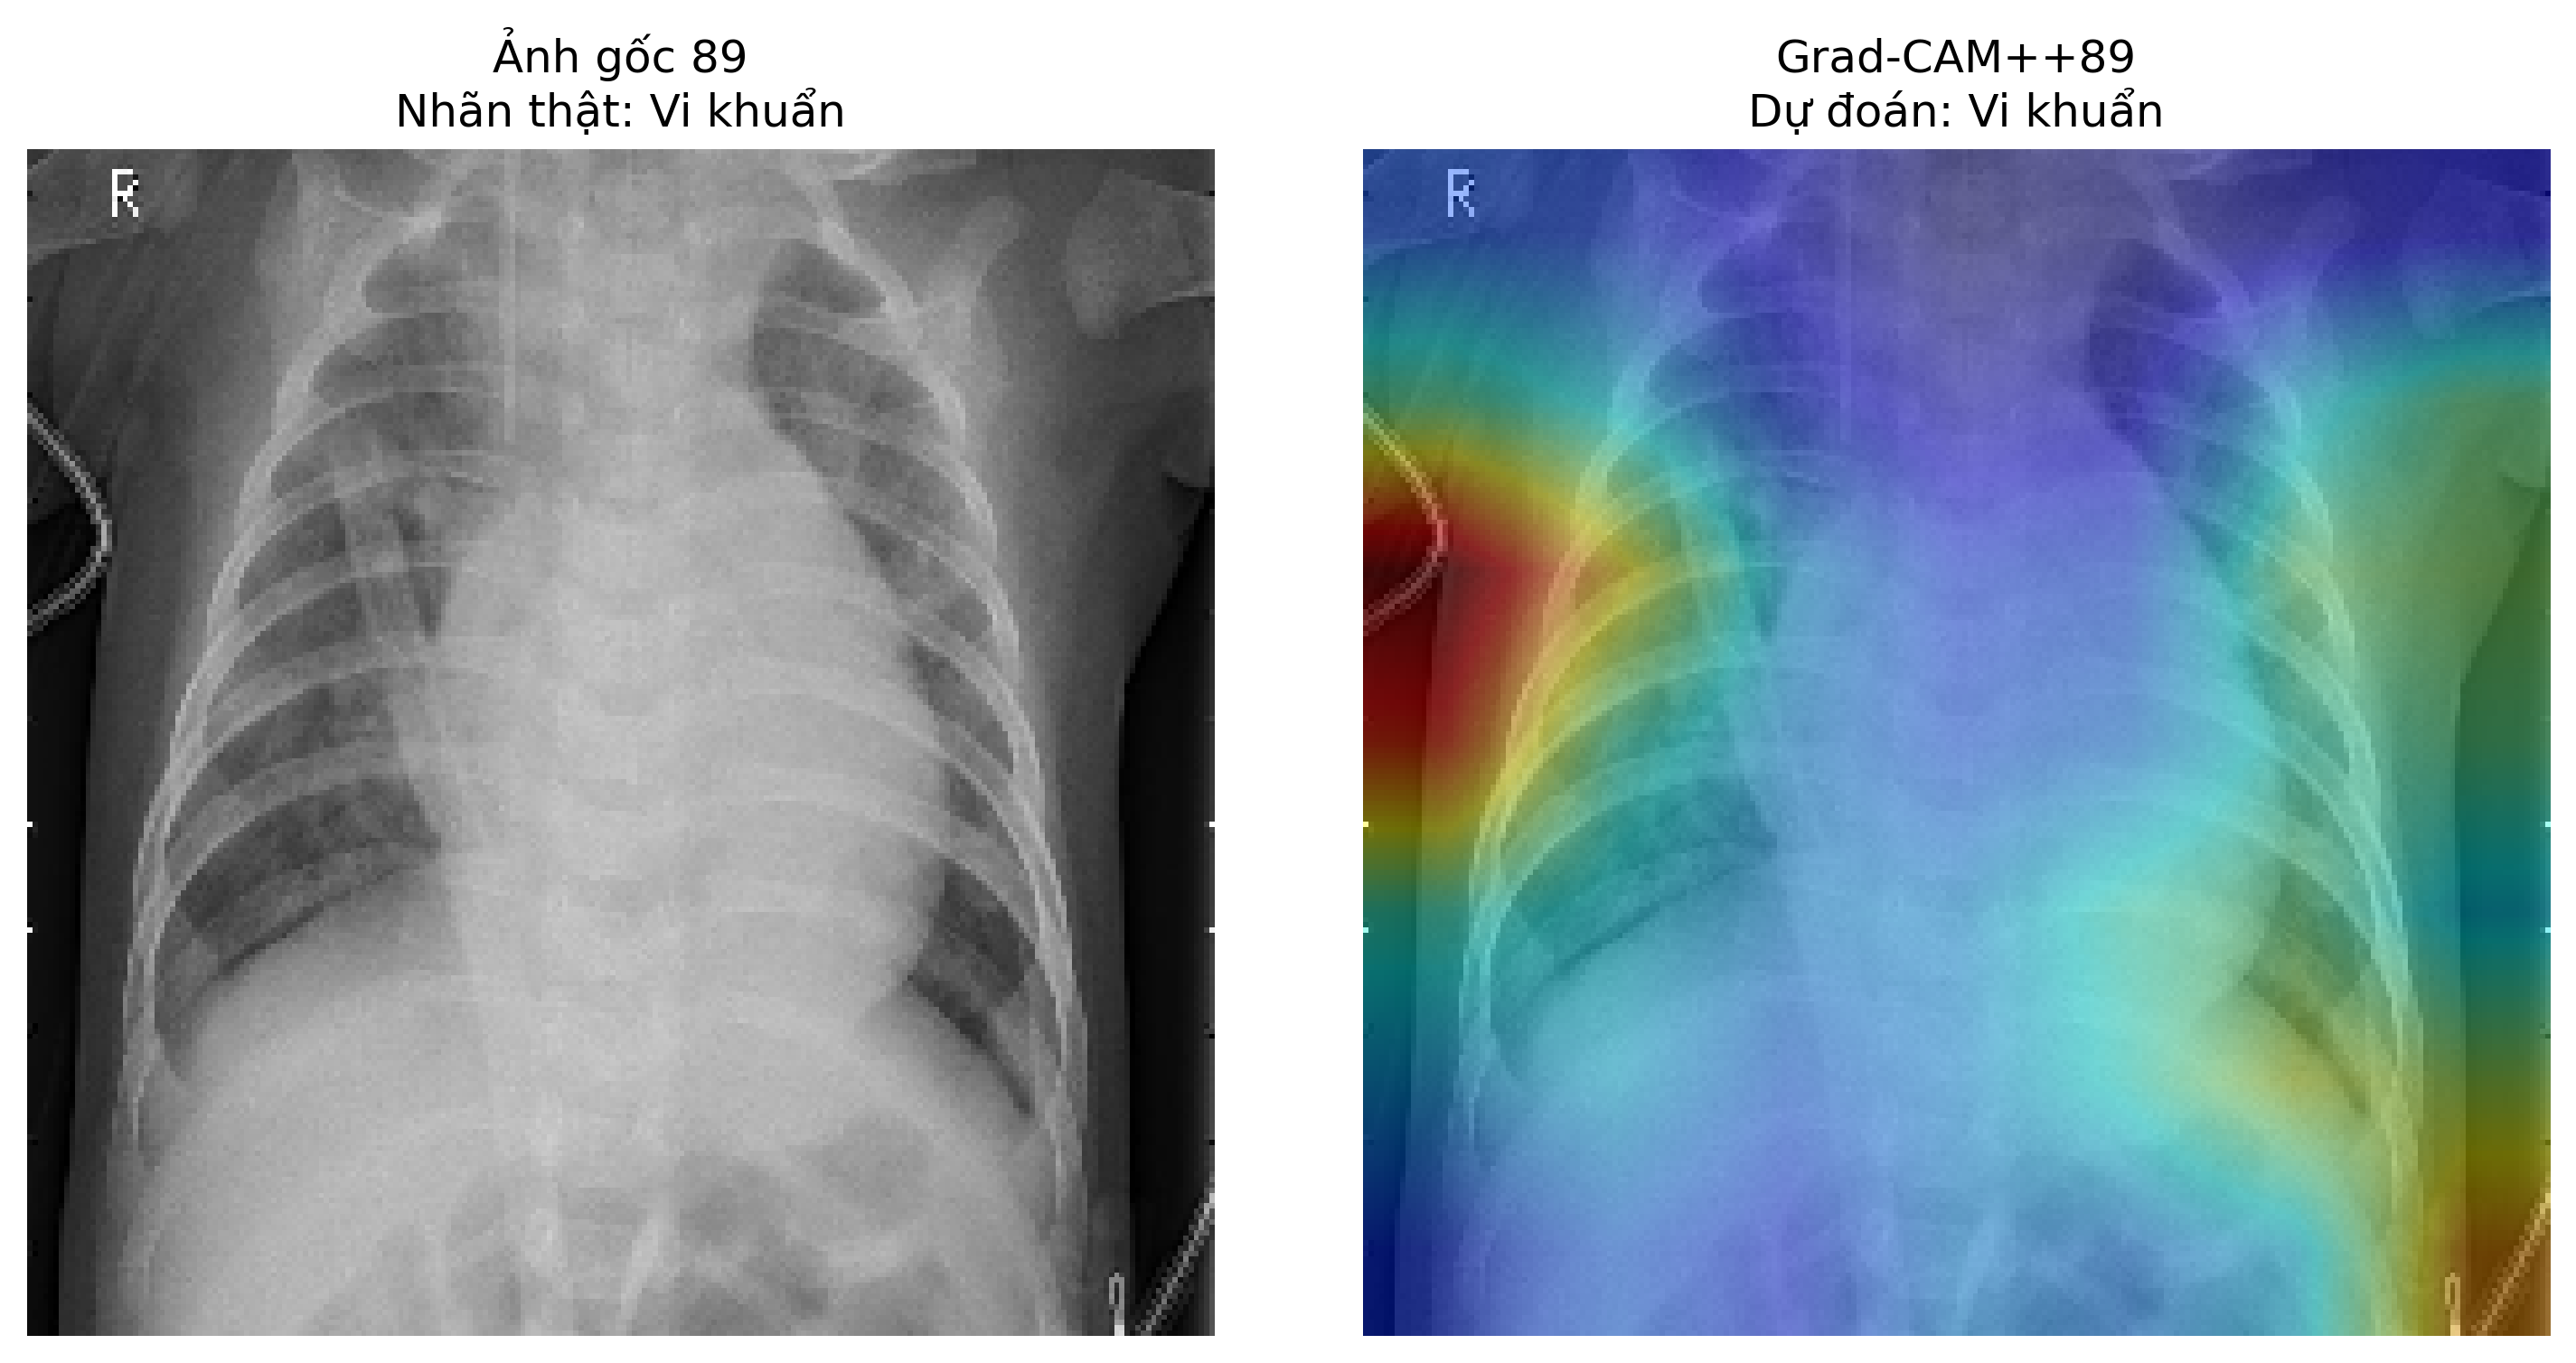 Ảnh gốc 89
Nhãn thật: Vi khuẩn
R
Grad-CAM++89
Dự đoán: Vi khuẩn
R